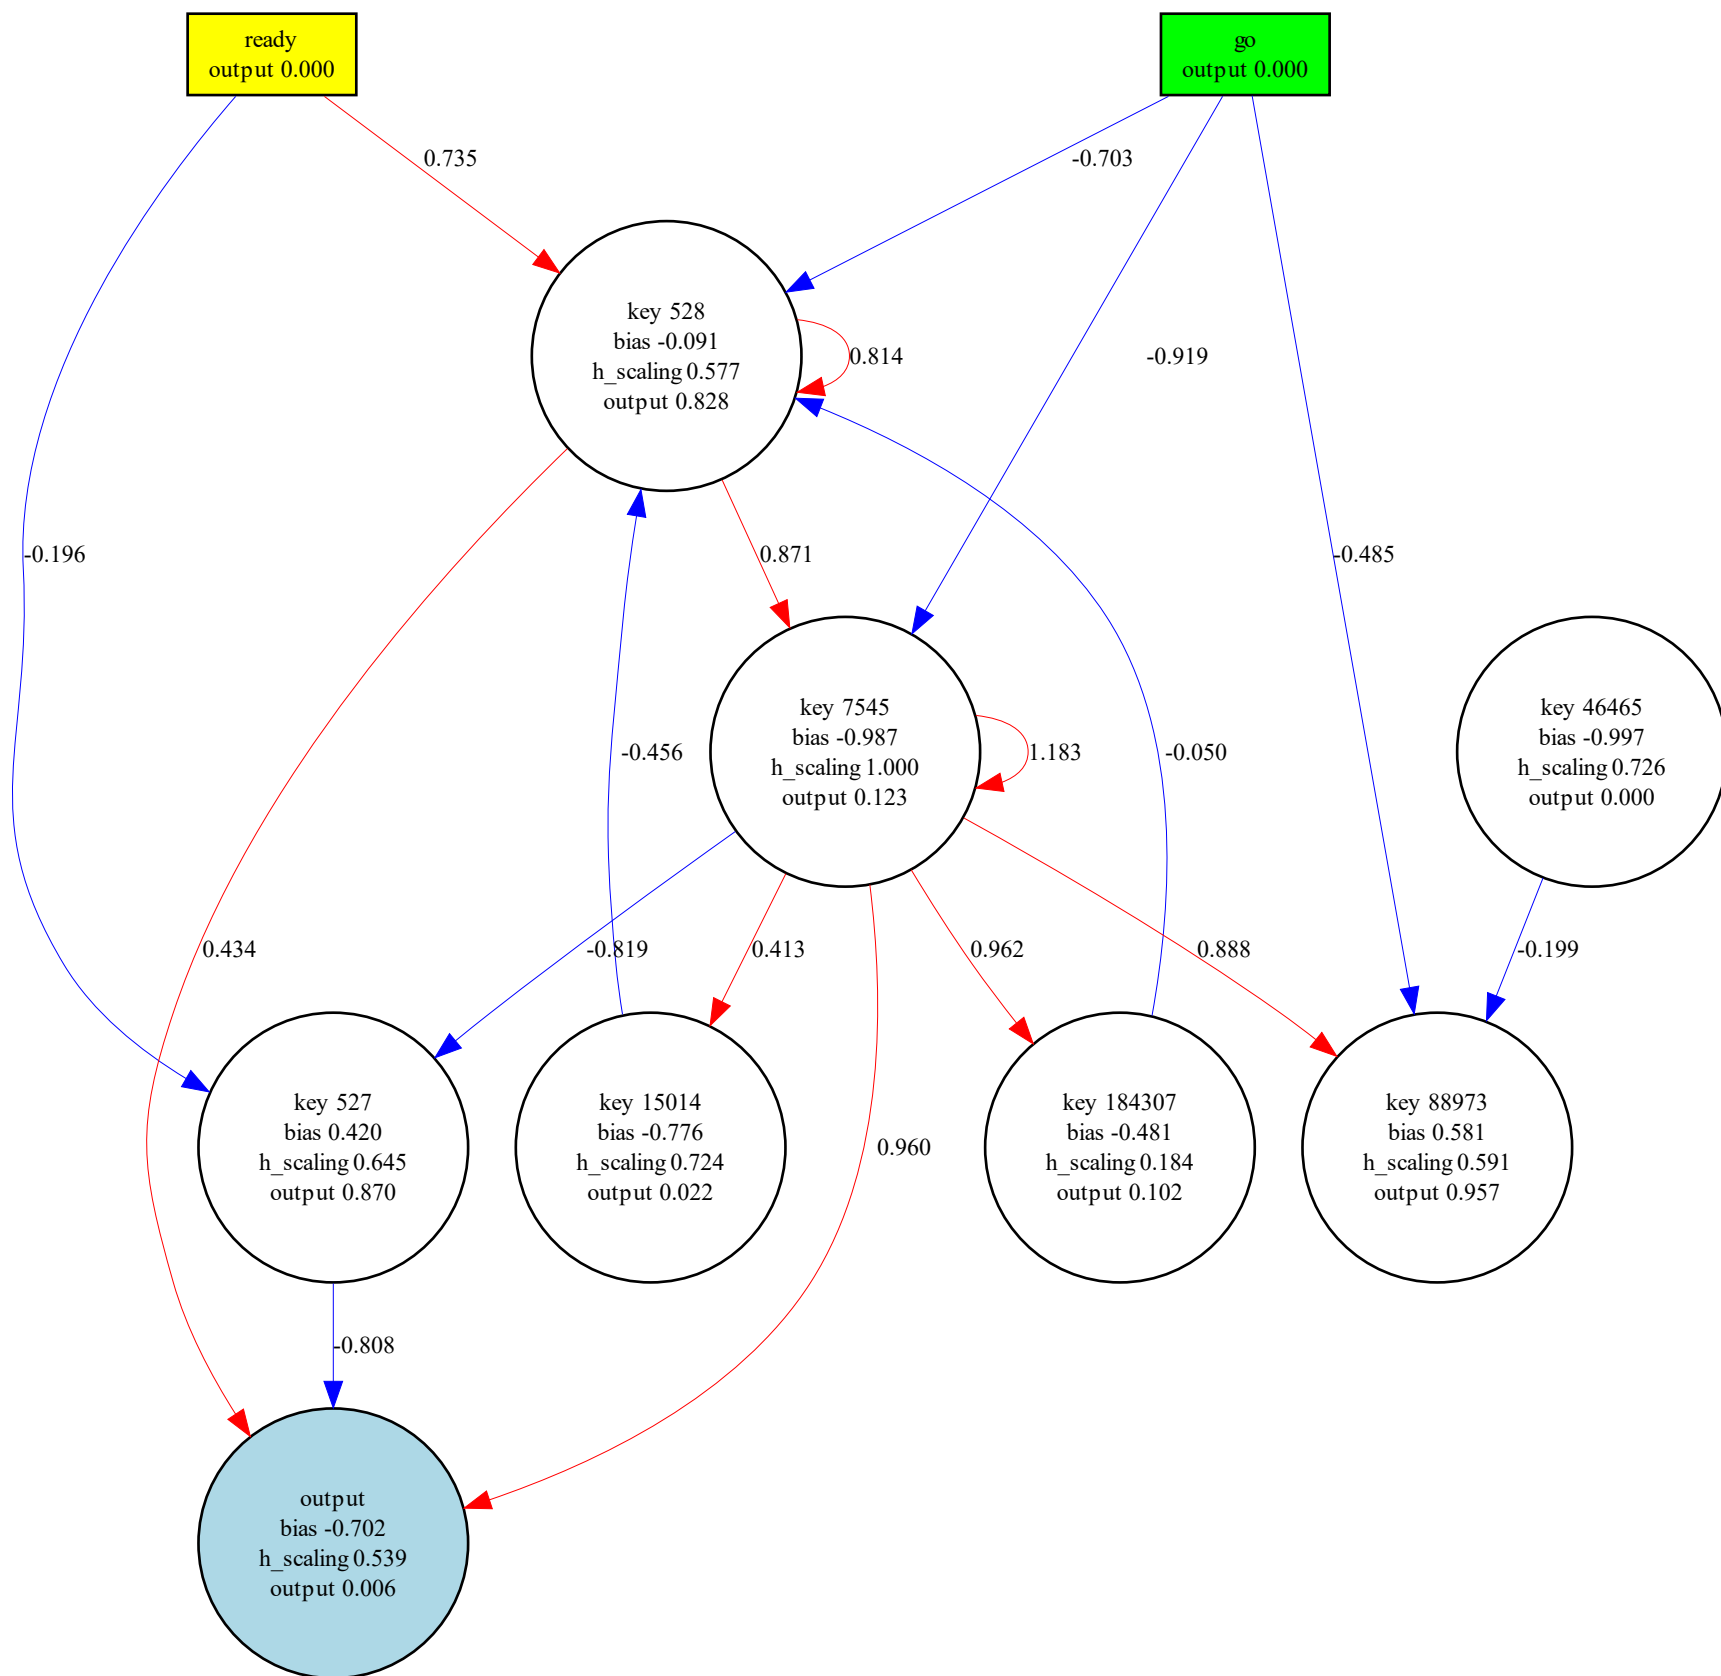 ready
output 0.000
go
output 0.000
0.735
-0.703
key 528
bias -0.091
h_scaling 0.577
output 0.828
0.814
-0.919
-0.196
0.871
-0.485
key 7545
bias -0.987
h_scaling 1.000
output 0.123
1.183
-0.456
-0.050
key 46465
bias -0.997
h_scaling 0.726
output 0.000
0.434
-0.819
0.413
0.962
0.888
-0.199
key 527
bias 0.420
h_scaling 0.645
output 0.870
key 15014
bias -0.776
h_scaling 0.724
output 0.022
0.960
key 184307
bias -0.481
h_scaling 0.184
output 0.102
key 88973
bias 0.581
h_scaling 0.591
output 0.957
-0.808
output
bias -0.702
h_scaling 0.539
output 0.006